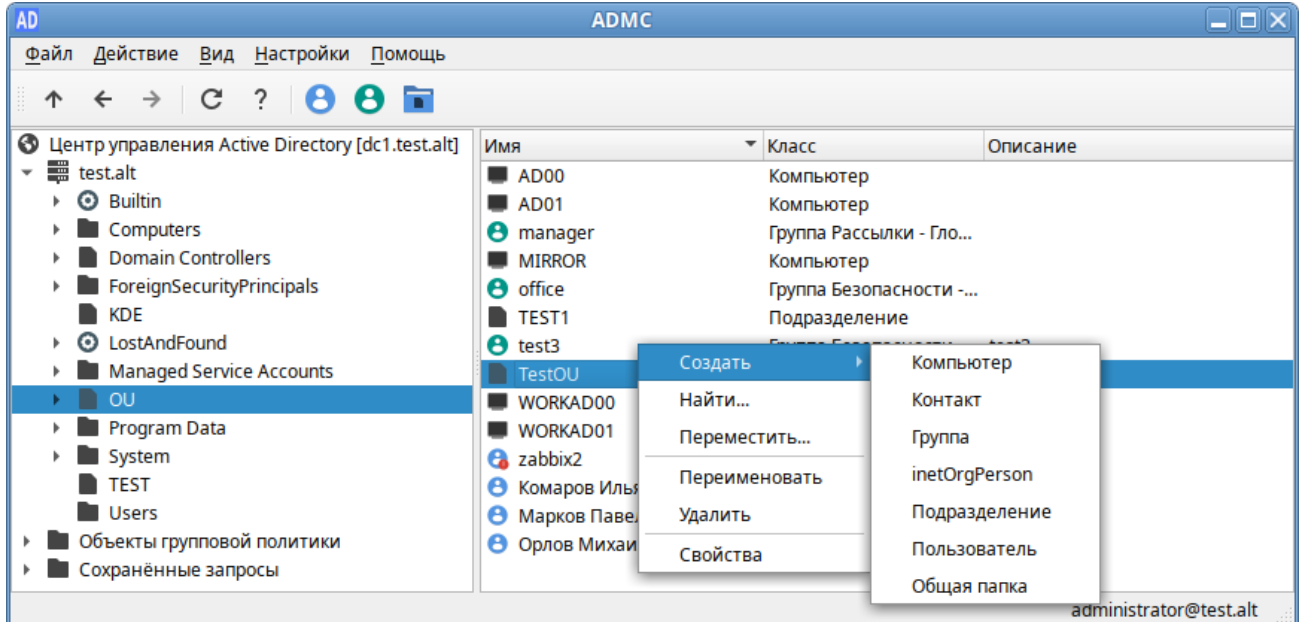 AD ADMC
Файл Действие Вид Настройки Помощь
?
Центр управления Active Directory [dc1.test.alt]
test.alt
Builtin
Computers
Domain Controllers
ForeignSecurityPrincipals
KDE
LostAndFound
Managed Service Accounts
OU
Program Data
System
TEST
Users
Объекты групповой политики
Сохранённые запросы
Имя Класс Описание
AD00 Компьютер
AD01 Компьютер
manager Группа Рассылки - Гло...
MIRROR Компьютер
office Группа Безопасности -...
TEST1 Подразделение
test3
TestOU
WORKAD00
WORKAD01
zabbix2
Комаров Илья
Марков Павел
Орлов Михаи
Создать
Найти...
Переместить...
Переименовать
Удалить
Свойства
Компьютер
Контакт
Группа
inetOrgPerson
Подразделение
Пользователь
Общая папка
administrator@test.alt